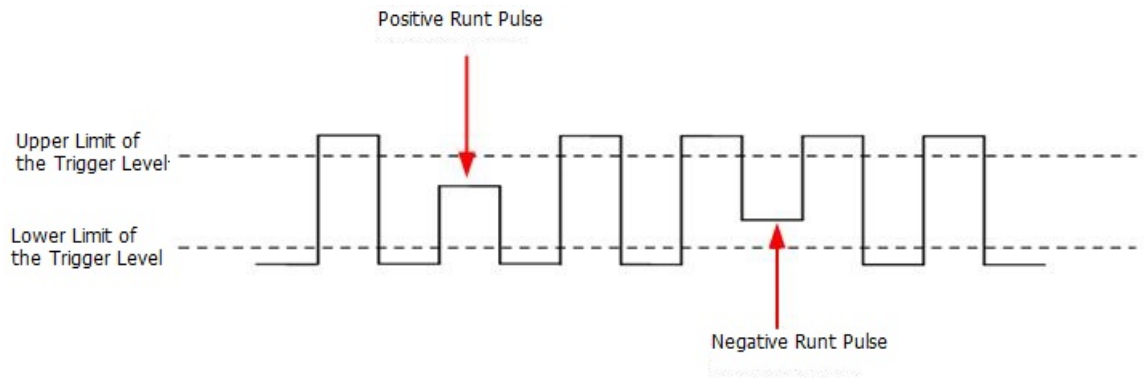 Positive Runt Pulse
Upper Limit of
the Trigger Level
Lower Limit of
the Trigger Level
Negative Runt Pulse